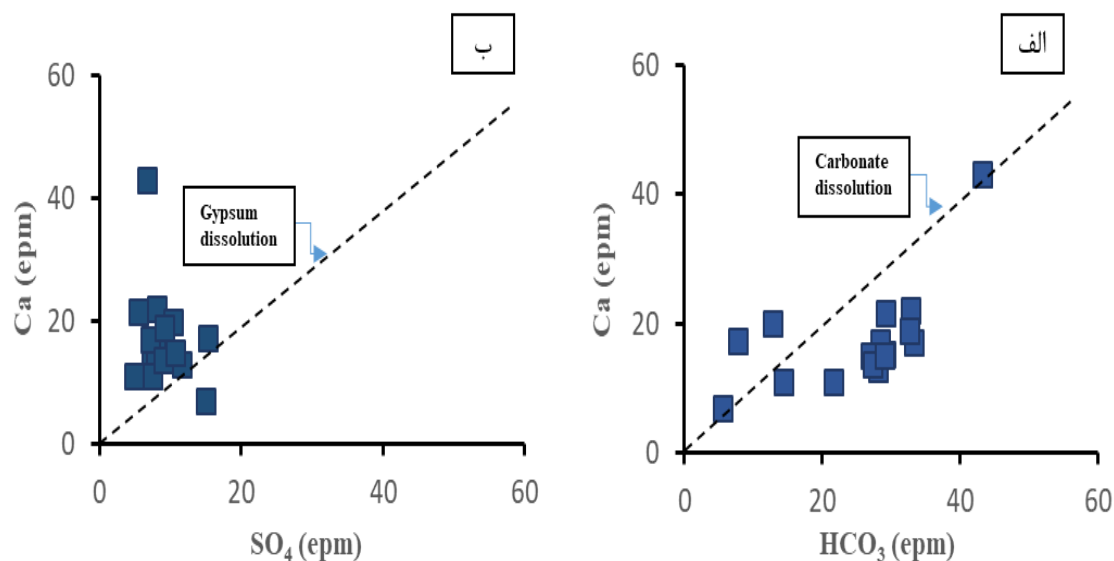 ب
60
40
20
0
Ca (epm)
Gypsum
dissolution
0 20 40 60
SO₄ (epm)
الف
60
40
20
0
Ca (epm)
Carbonate
dissolution
0 20 40 60
HCO₃ (epm)